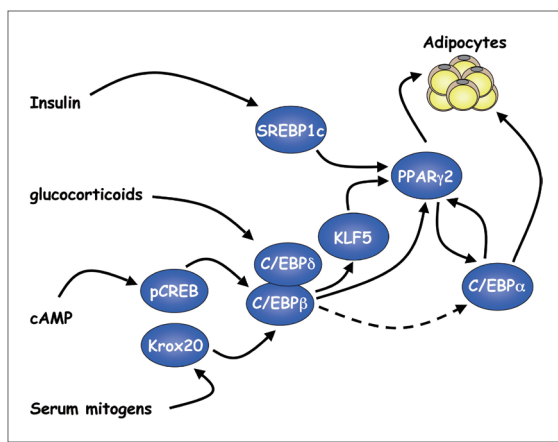 Adipocytes
Insulin
SREBP1c
PPARγ2
glucocorticoids
KLF5
C/EBPδ
pCREB
C/EBPβ
C/EBPα
cAMP
Krox20
Serum mitogens